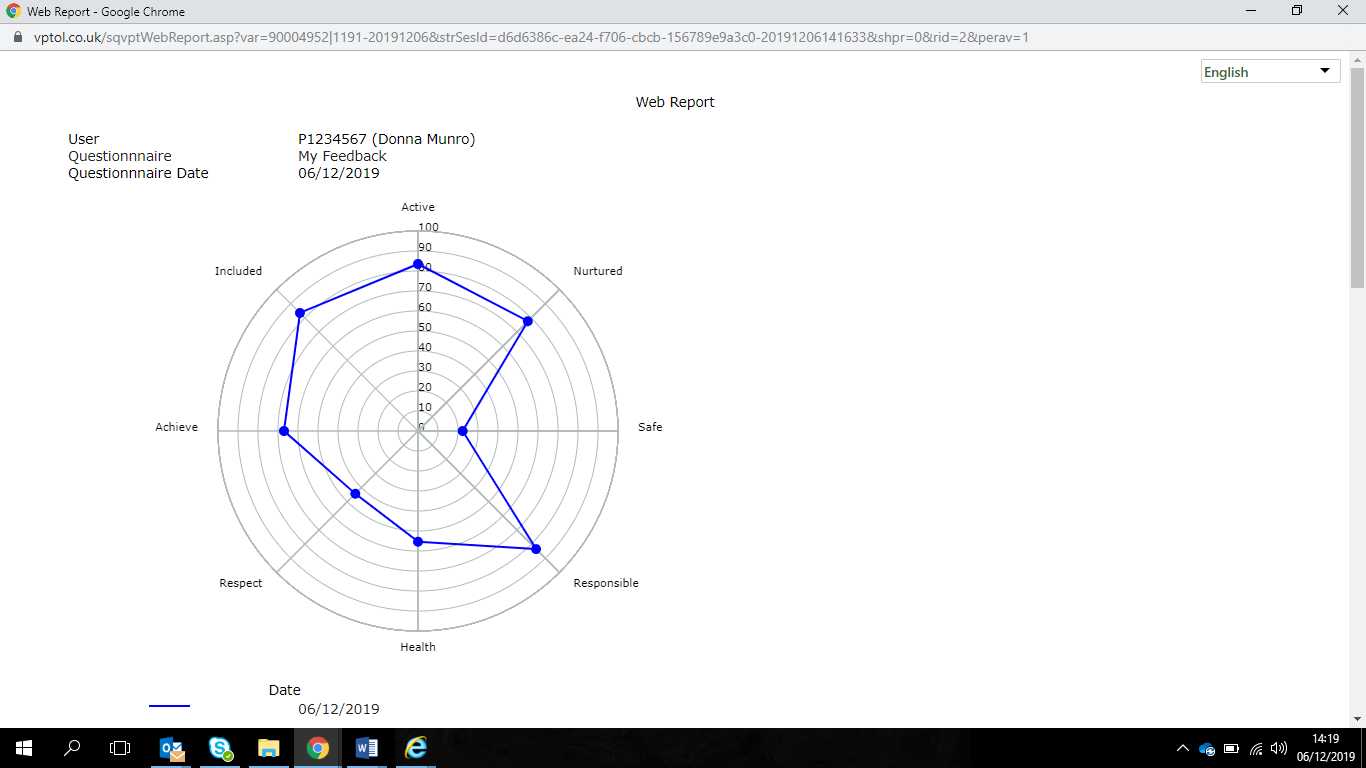 Web Report - Google Chrome
vptol.co.uk/sqvptWebReport.asp?var=90004952|1191-20191206&strSesId=d6d6386c-ea24-f706-cbcb-156789e9a3c0-20191206141633&shpr=0&rid=2&perav=1
English
Web Report
User P1234567 (Donna Munro)
Questionnnaire My Feedback
Questionnnaire Date 06/12/2019
Active
100
90
80
70
60
50
40
30
20
10
0
Included
Nurtured
Achieve
Safe
Respect
Responsible
Health
Date
06/12/2019
14:19
06/12/2019